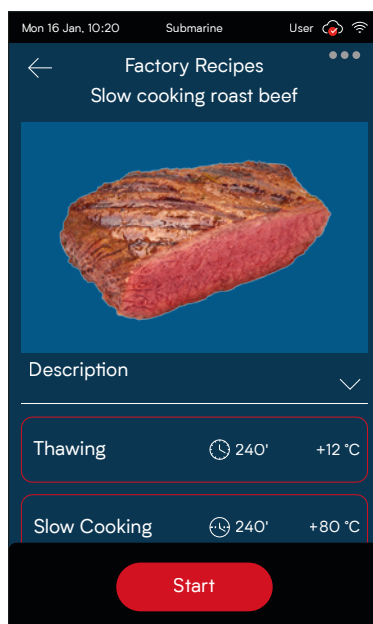 Mon 16 Jan, 10:20 Submarine User
Factory Recipes
Slow cooking roast beef
Description
Thawing 240' +12 °C
Slow Cooking 240' +80 °C
Start